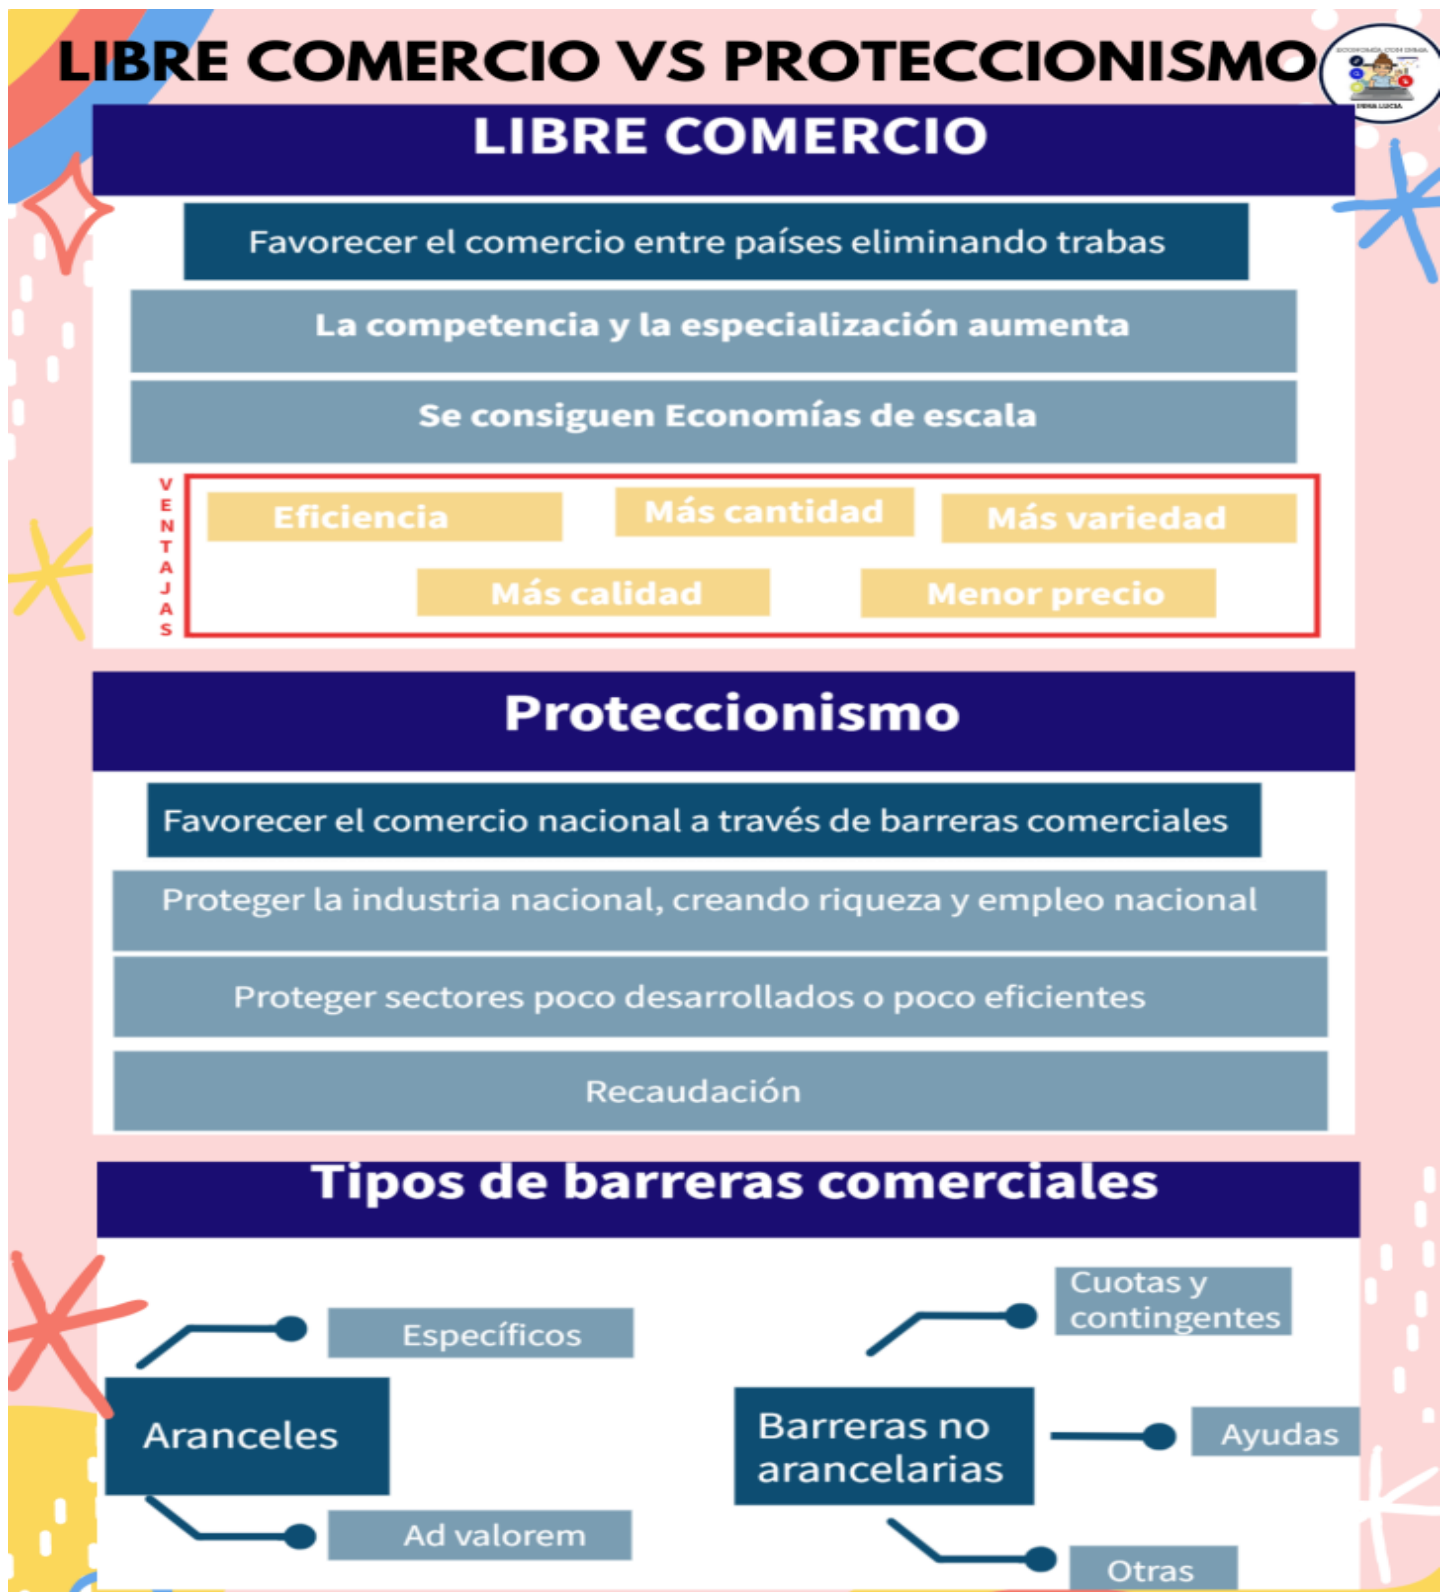 LIBRE COMERCIO VS PROTECCIONISMO
LIBRE COMERCIO
Favorecer el comercio entre países eliminando trabas
La competencia y la especialización aumenta
Se consiguen Economías de escala
VENTAJAS
Eficiencia
Más cantidad
Más variedad
Más calidad
Menor precio
Proteccionismo
Favorecer el comercio nacional a través de barreras comerciales
Proteger la industria nacional, creando riqueza y empleo nacional
Proteger sectores poco desarrollados o poco eficientes
Recaudación
Tipos de barreras comerciales
Aranceles
Específicos
Ad valorem
Barreras no
arancelarias
Cuotas y
contingentes
Ayudas
Otras